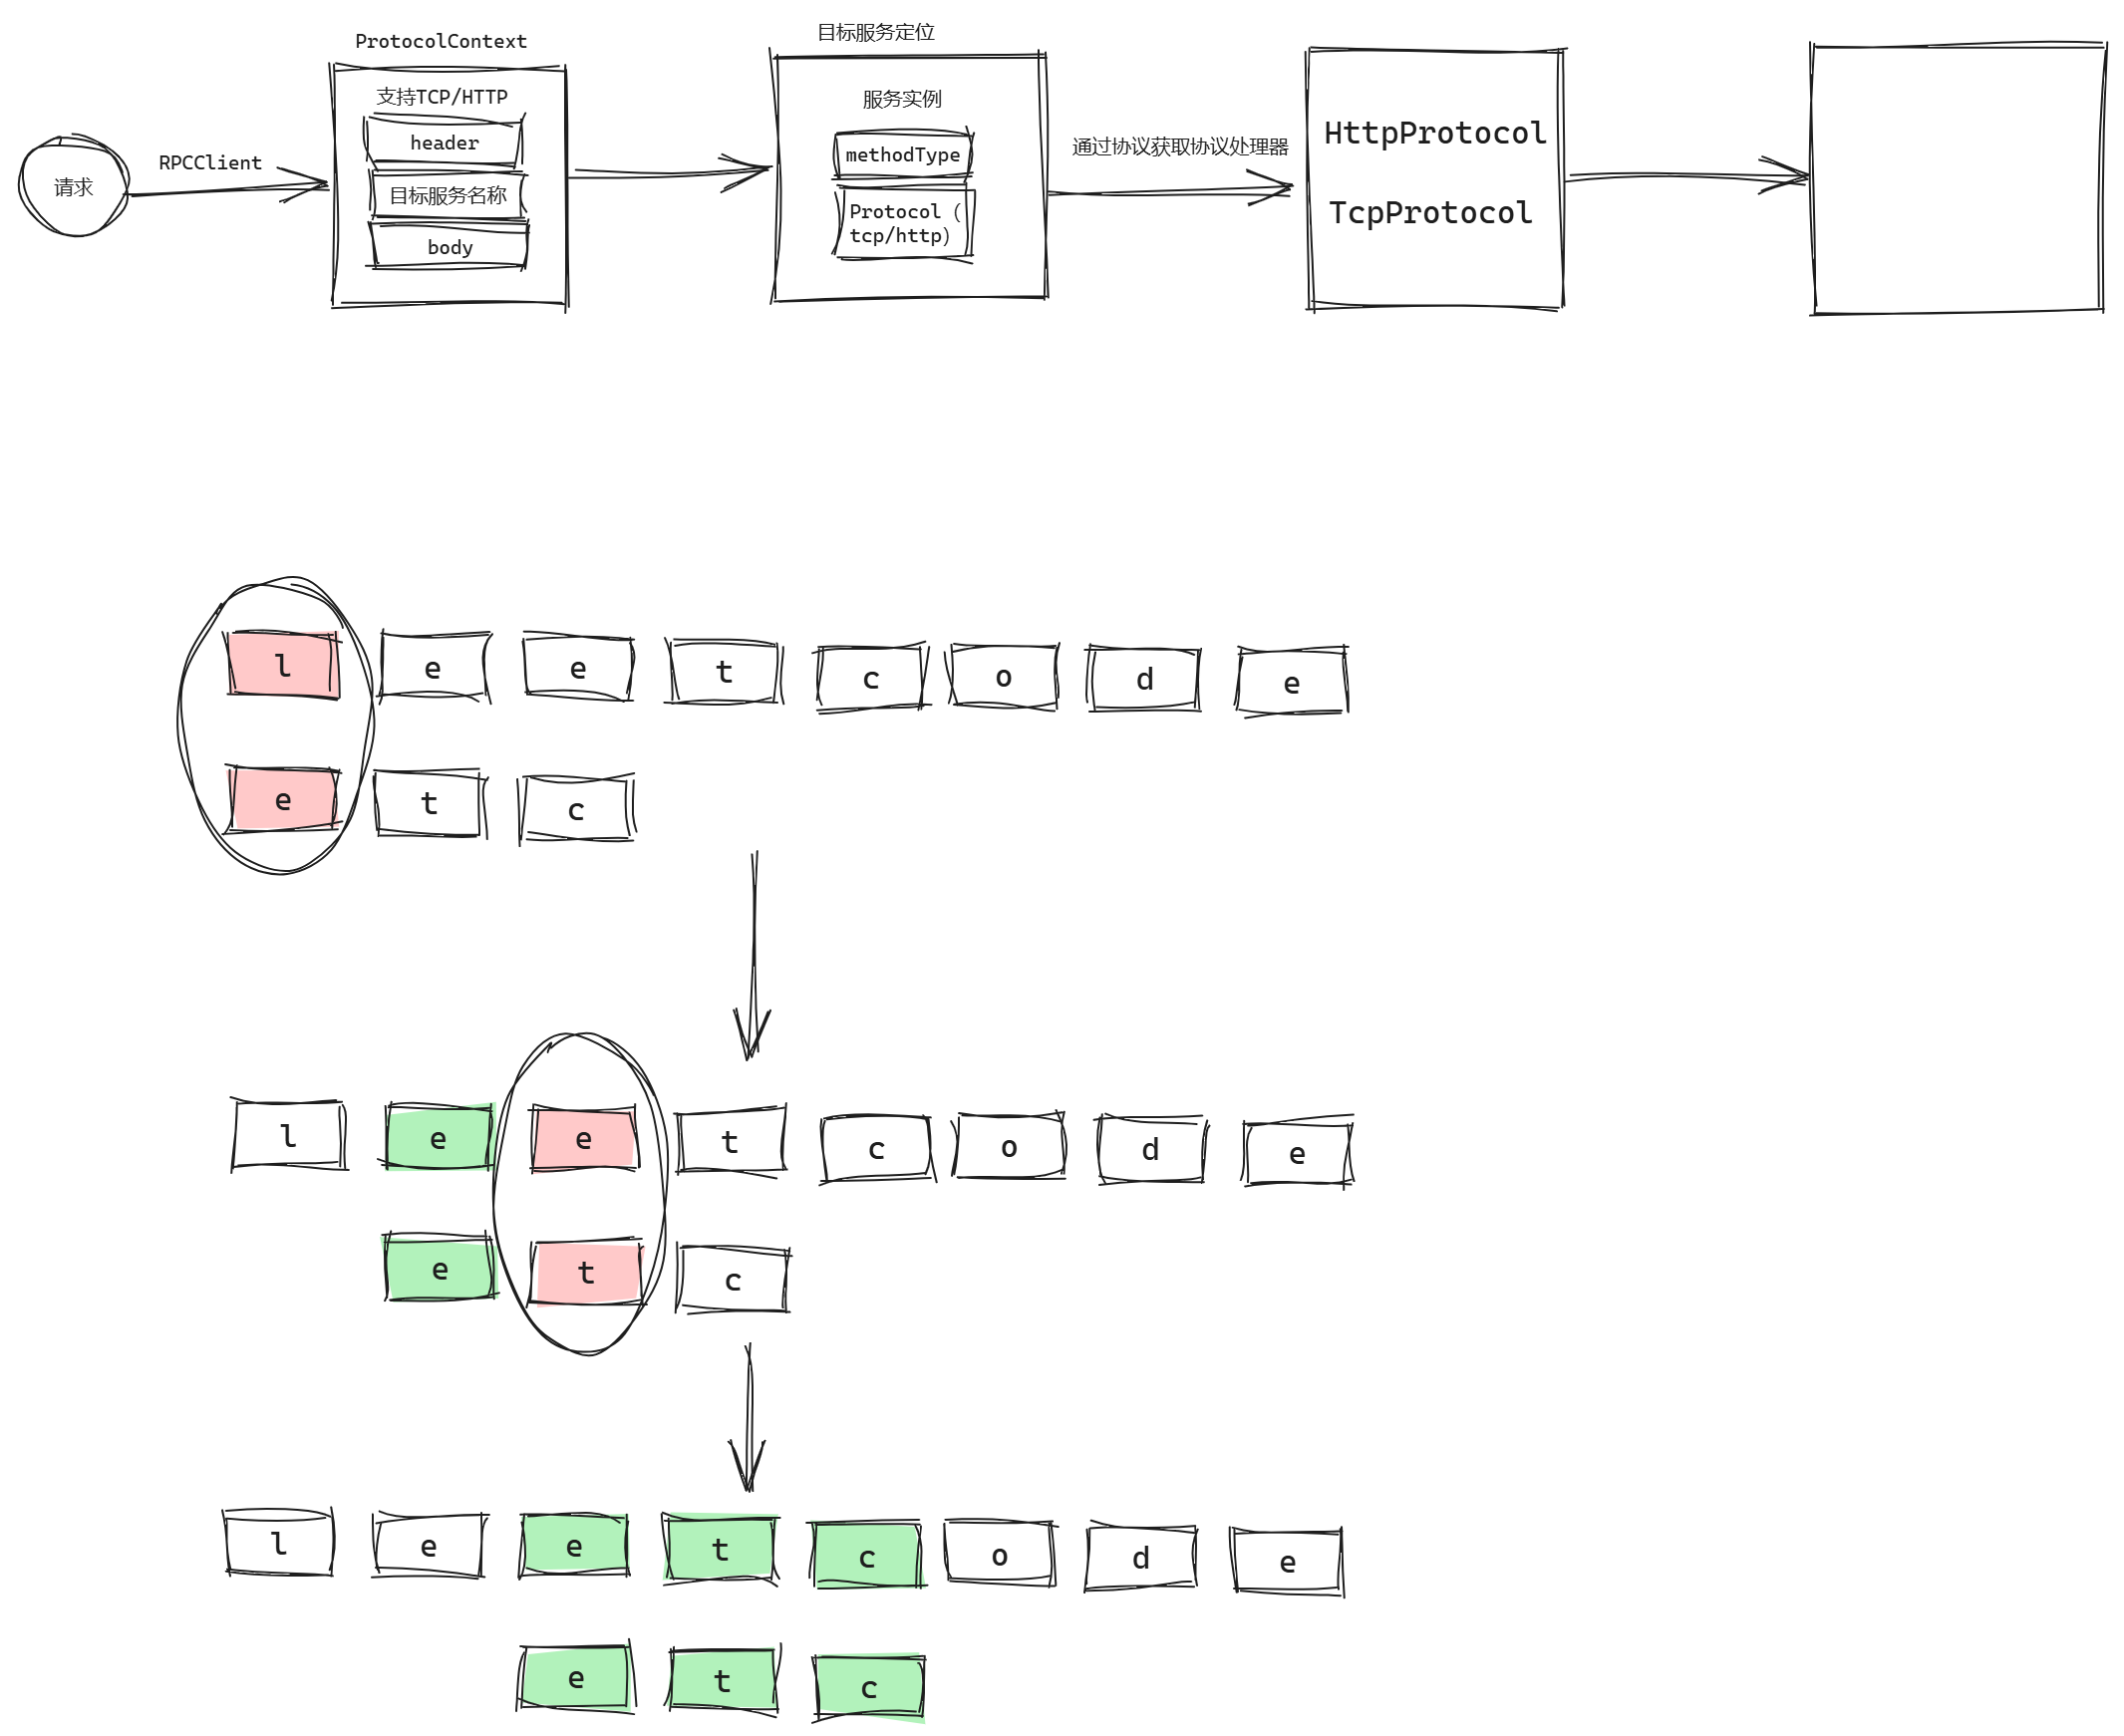 请求
RPCClient
ProtocolContext
支持TCP/HTTP
header
目标服务名称
body
目标服务定位
服务实例
methodType
Protocol（
tcp/http）
通过协议获取协议处理器
HttpProtocol
TcpProtocol
l e e t c o d e
e t c
l e e t c o d e
e t c
l e e t c o d e
e t c